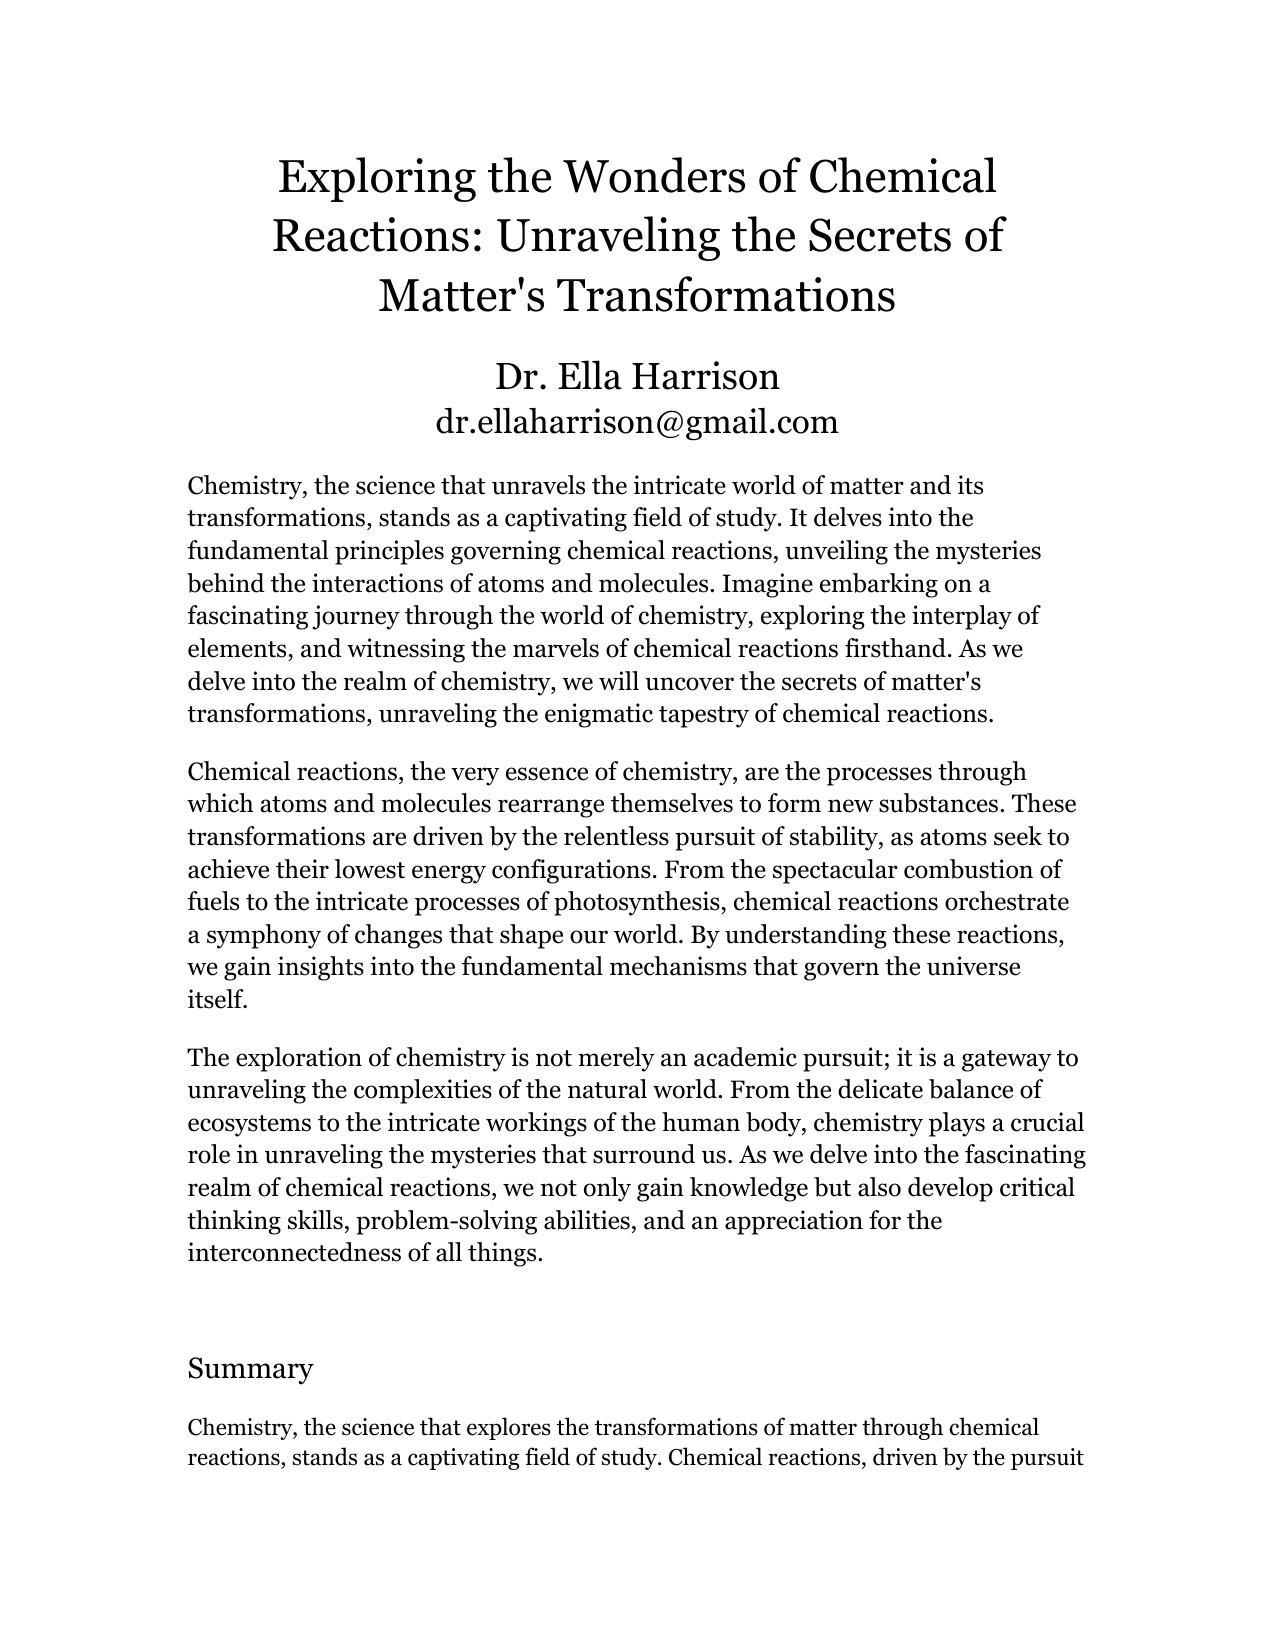 Exploring the Wonders of Chemical
Reactions: Unraveling the Secrets of
Matter's Transformations
Dr. Ella Harrison
dr.ellaharrison@gmail.com
Chemistry, the science that unravels the intricate world of matter and its
transformations, stands as a captivating field of study. It delves into the
fundamental principles governing chemical reactions, unveiling the mysteries
behind the interactions of atoms and molecules. Imagine embarking on a
fascinating journey through the world of chemistry, exploring the interplay of
elements, and witnessing the marvels of chemical reactions firsthand. As we
delve into the realm of chemistry, we will uncover the secrets of matter's
transformations, unraveling the enigmatic tapestry of chemical reactions.
Chemical reactions, the very essence of chemistry, are the processes through
which atoms and molecules rearrange themselves to form new substances. These
transformations are driven by the relentless pursuit of stability, as atoms seek to
achieve their lowest energy configurations. From the spectacular combustion of
fuels to the intricate processes of photosynthesis, chemical reactions orchestrate
a symphony of changes that shape our world. By understanding these reactions,
we gain insights into the fundamental mechanisms that govern the universe
itself.
The exploration of chemistry is not merely an academic pursuit; it is a gateway to
unraveling the complexities of the natural world. From the delicate balance of
ecosystems to the intricate workings of the human body, chemistry plays a crucial
role in unraveling the mysteries that surround us. As we delve into the fascinating
realm of chemical reactions, we not only gain knowledge but also develop critical
thinking skills, problem-solving abilities, and an appreciation for the
interconnectedness of all things.
Summary
Chemistry, the science that explores the transformations of matter through chemical
reactions, stands as a captivating field of study. Chemical reactions, driven by the pursuit